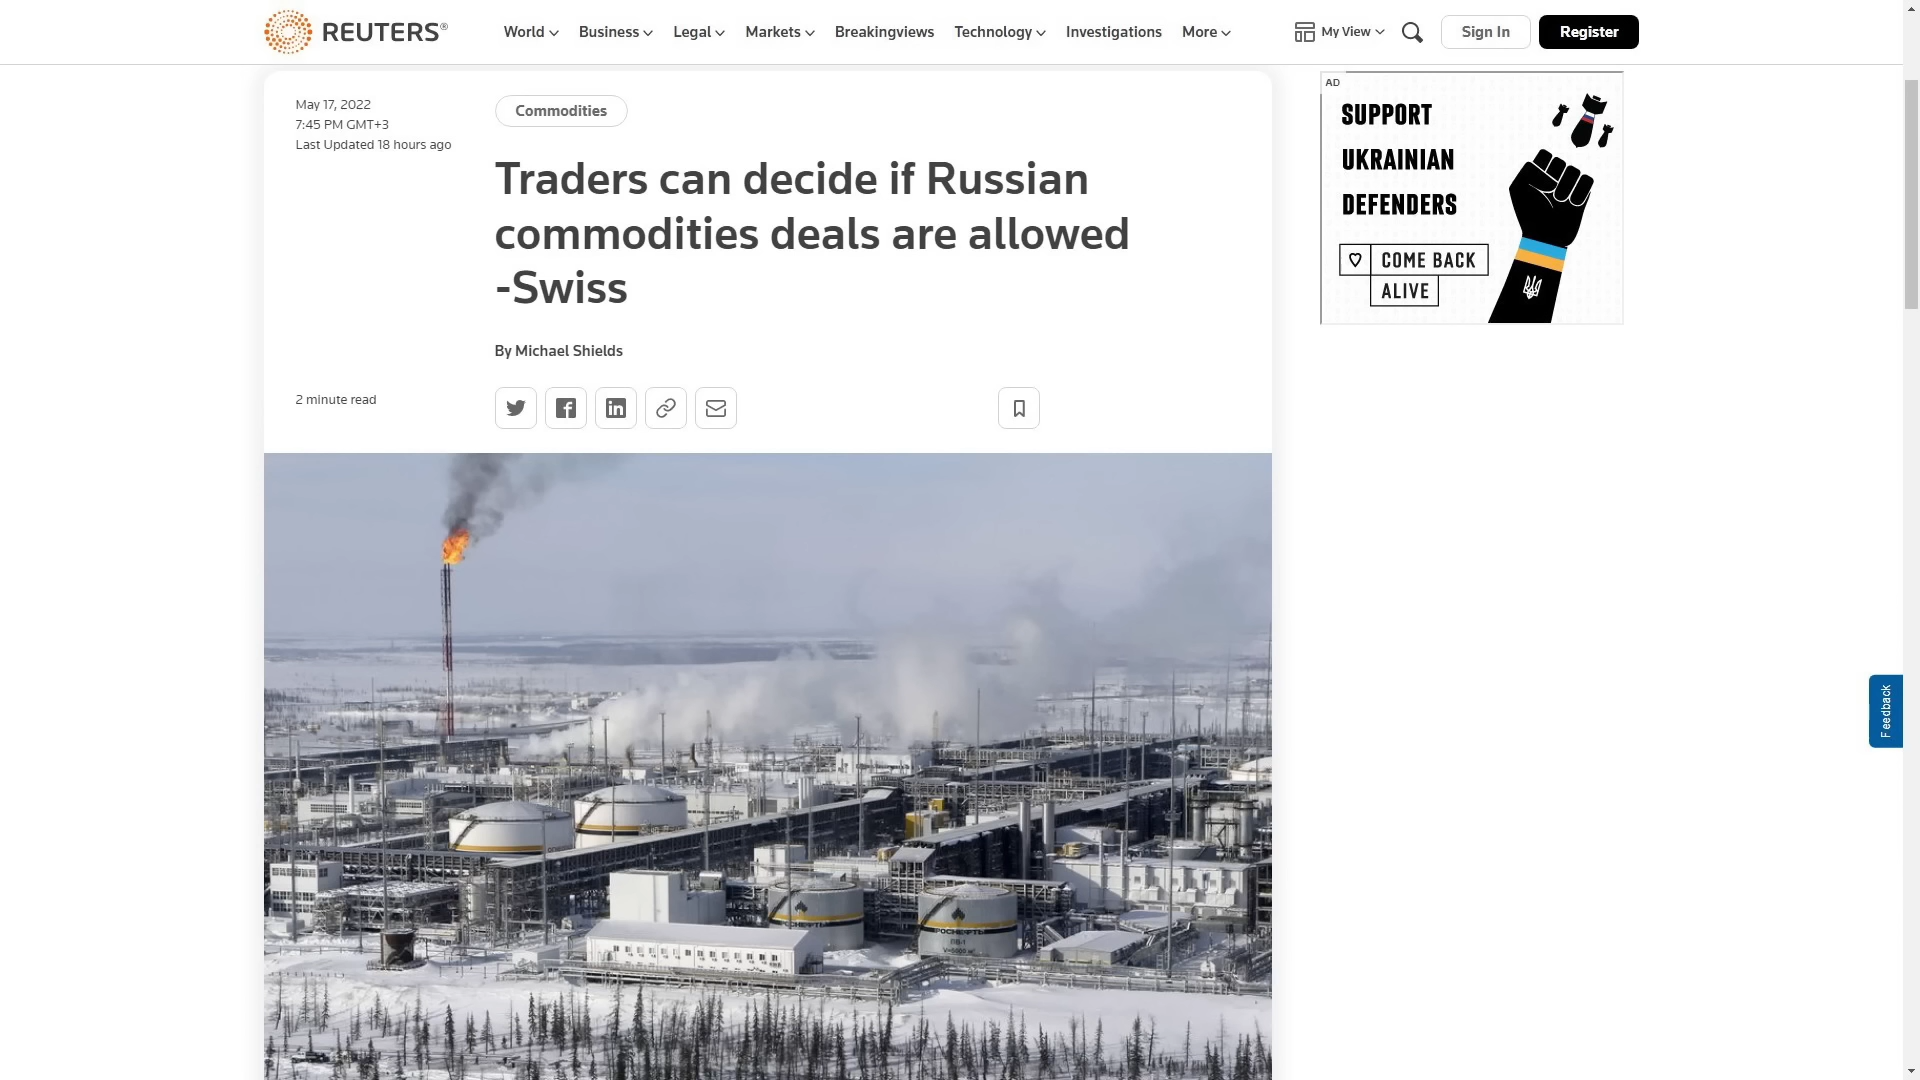 REUTERS®
World
Business
Legal
Markets
Breakingviews
Technology
Investigations
More
My View
Sign In
Register
May 17, 2022
7:45 PM GMT+3
Last Updated 18 hours ago
Commodities
Traders can decide if Russian
commodities deals are allowed
-Swiss
By Michael Shields
2 minute read
AD
SUPPORT
UKRAINIAN
DEFENDERS
COME BACK
ALIVE
Feedback
РОСНЕФТЬ